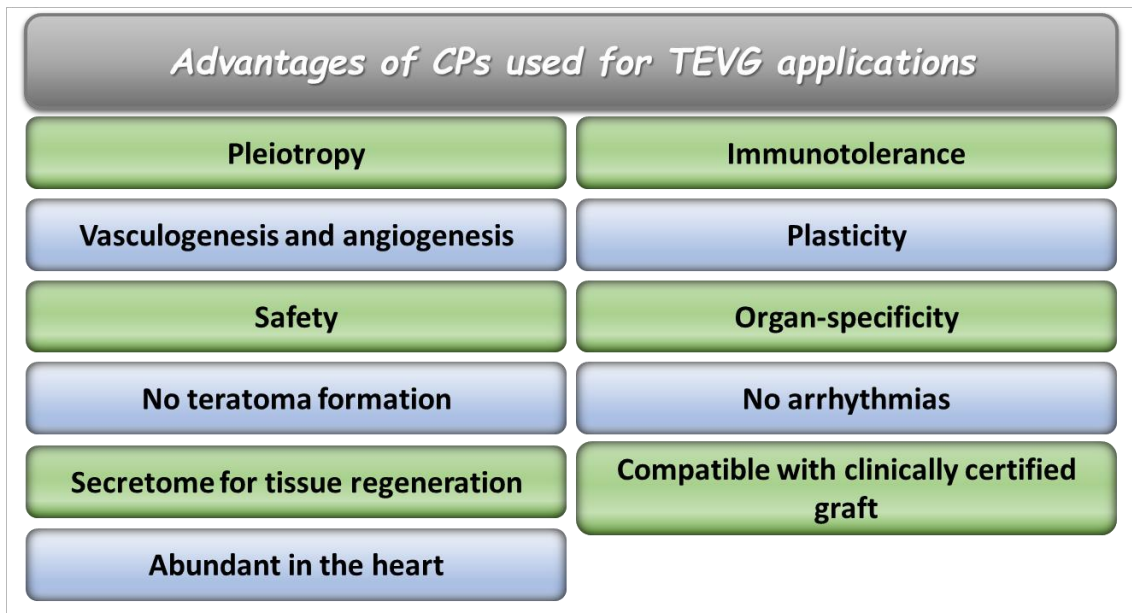 Advantages of CPs used for TEVG applications
Pleiotropy
Immunotolerance
Vasculogenesis and angiogenesis
Plasticity
Safety
Organ-specificity
No teratoma formation
No arrhythmias
Secretome for tissue regeneration
Compatible with clinically certified
graft
Abundant in the heart